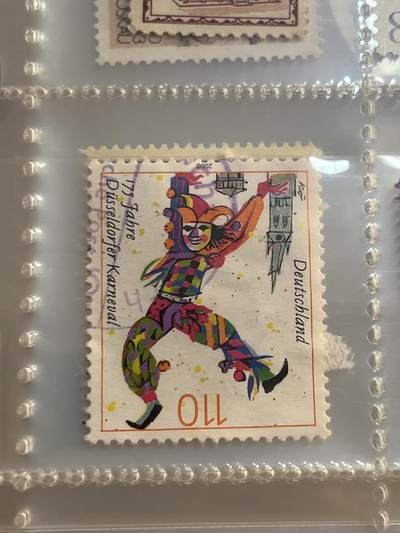 2000
175 Jahre
Düsseldorfer Karneval
Deutschland
110